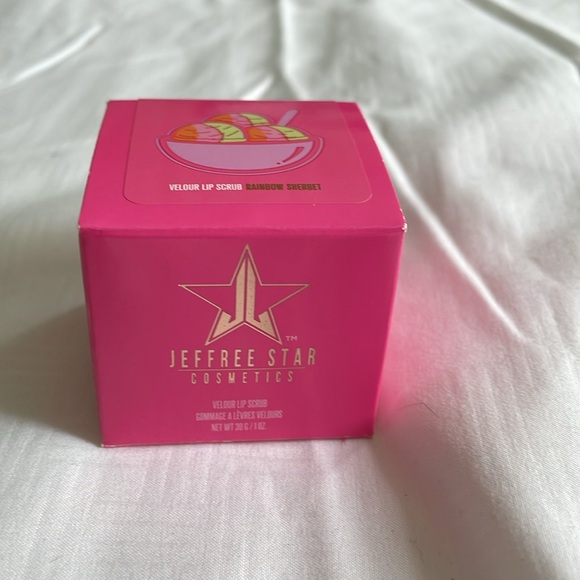 VELOUR LIP SCRUB RAINBOW SHERBET
TM
JEFFREE STAR
COSMETICS
VELOUR LIP SCRUB
GOMMAGE A LÈVRES VELOURS
NET WT 30 G / 1 OZ.